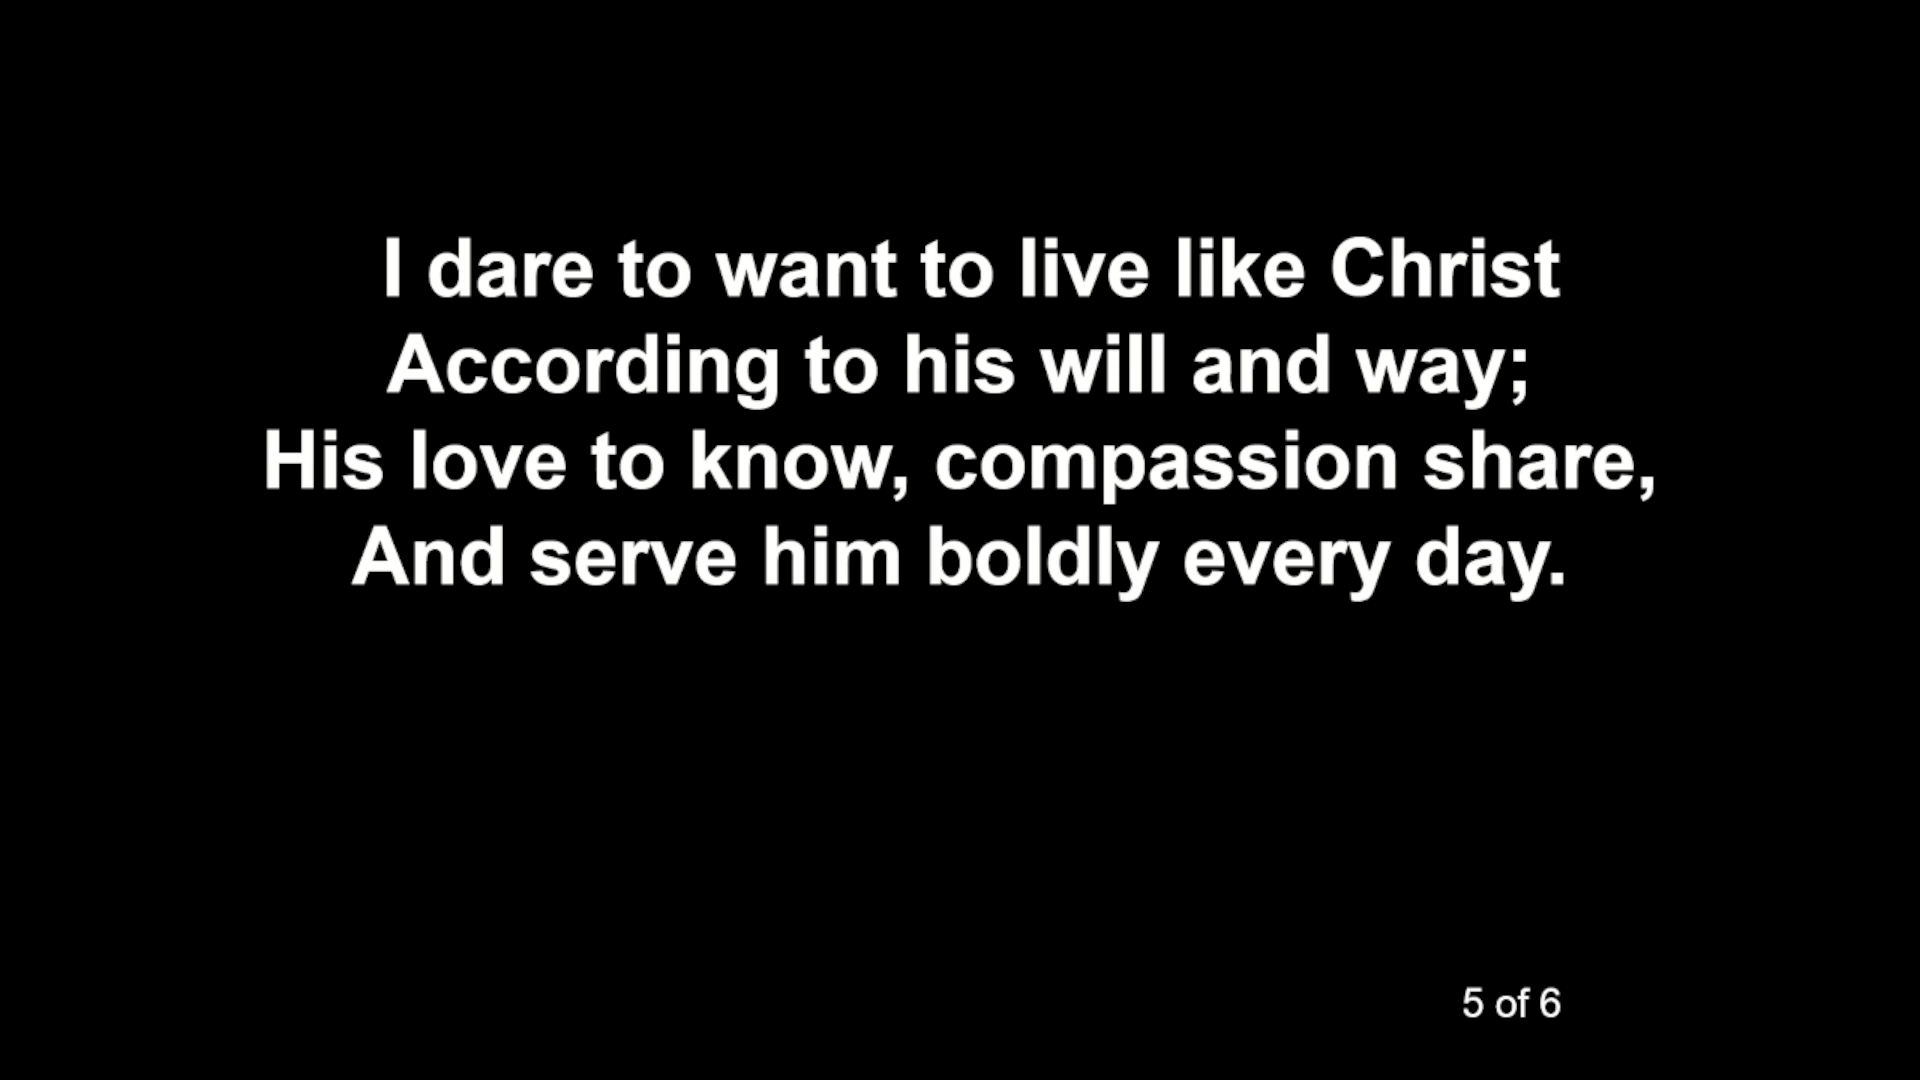 I dare to want to live like Christ
According to his will and way;
His love to know, compassion share,
And serve him boldly every day.
5 of 6